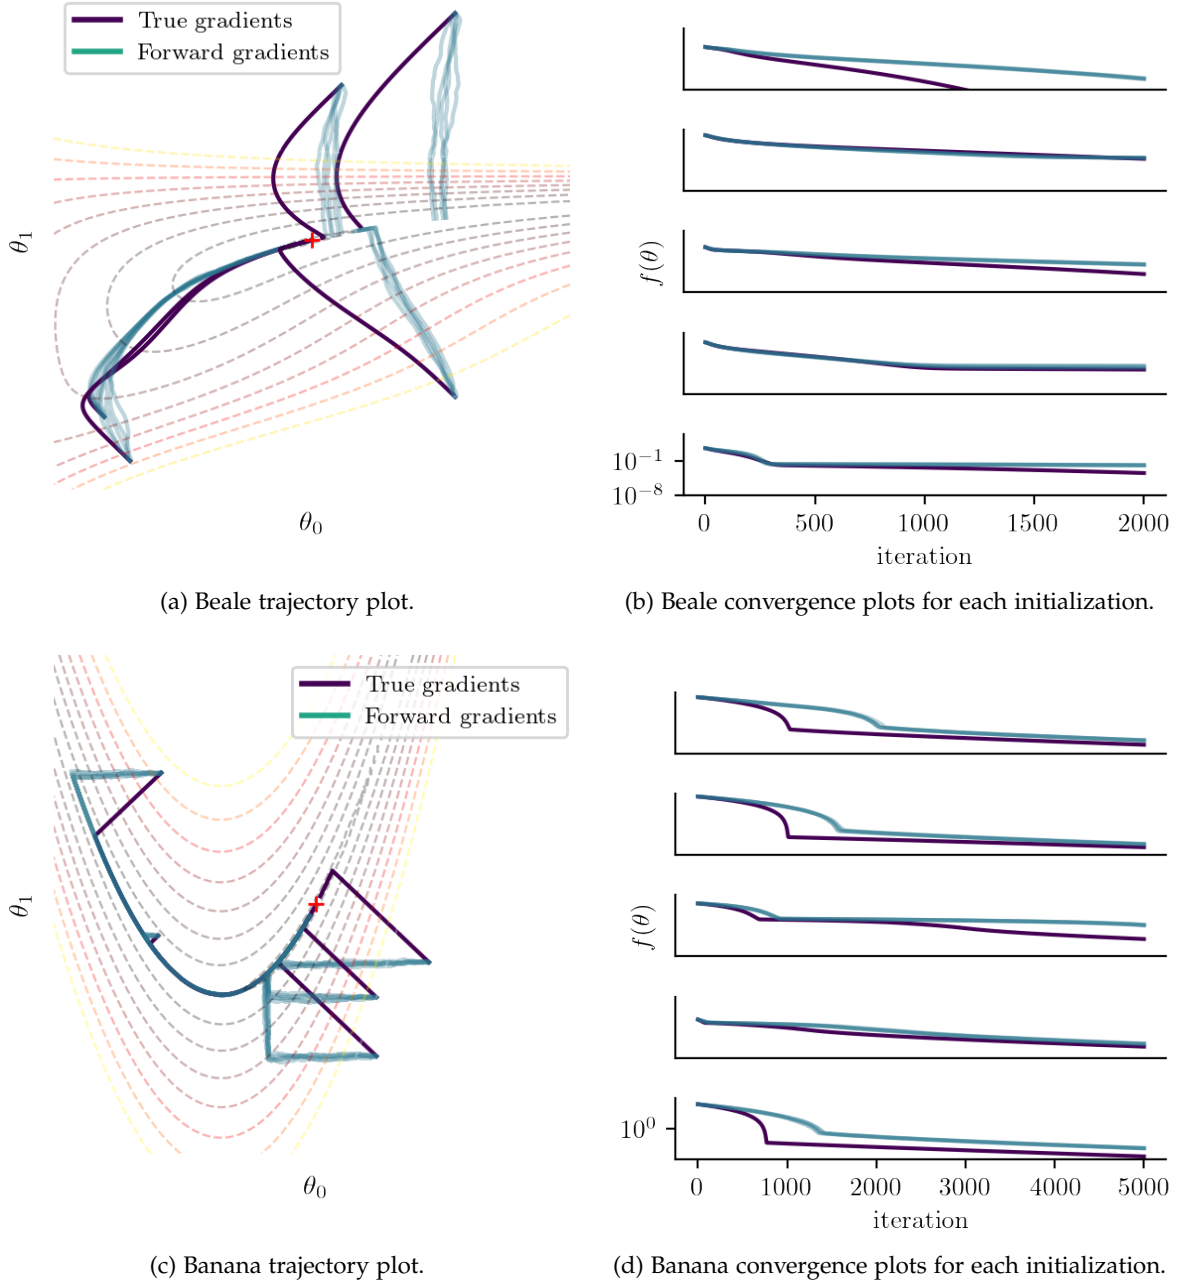 True gradients
Forward gradients
θ₁
θ₀
f(θ)
10⁻¹
10⁻⁸
0 500 1000 1500 2000
iteration
(a) Beale trajectory plot.
(b) Beale convergence plots for each initialization.
True gradients
Forward gradients
θ₁
θ₀
f(θ)
10⁰
0 1000 2000 3000 4000 5000
iteration
(c) Banana trajectory plot.
(d) Banana convergence plots for each initialization.